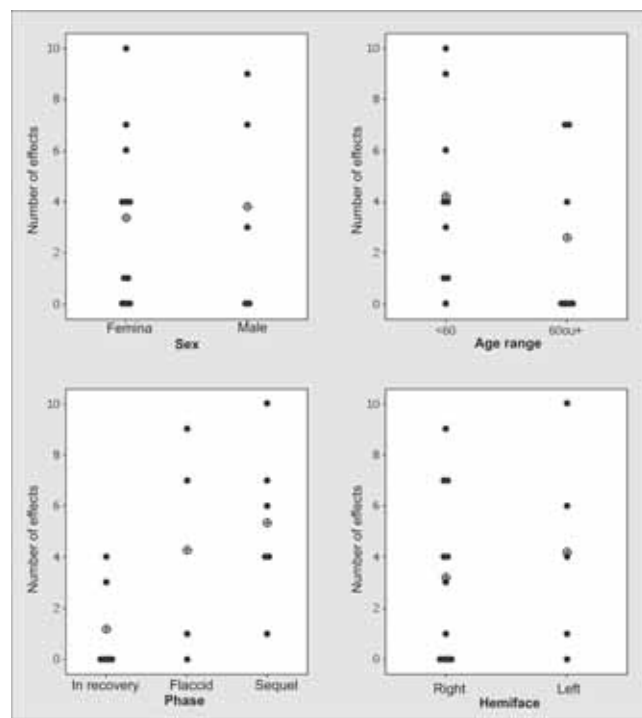 10
8
6
4
2
0
Number of effects
Femina Male
Sex
10
8
6
4
2
0
Number of effects
<60 60ou+
Age range
10
8
6
4
2
0
Number of effects
In recovery Flaccid Sequel
Phase
10
8
6
4
2
0
Number of effects
Right Left
Hemiface